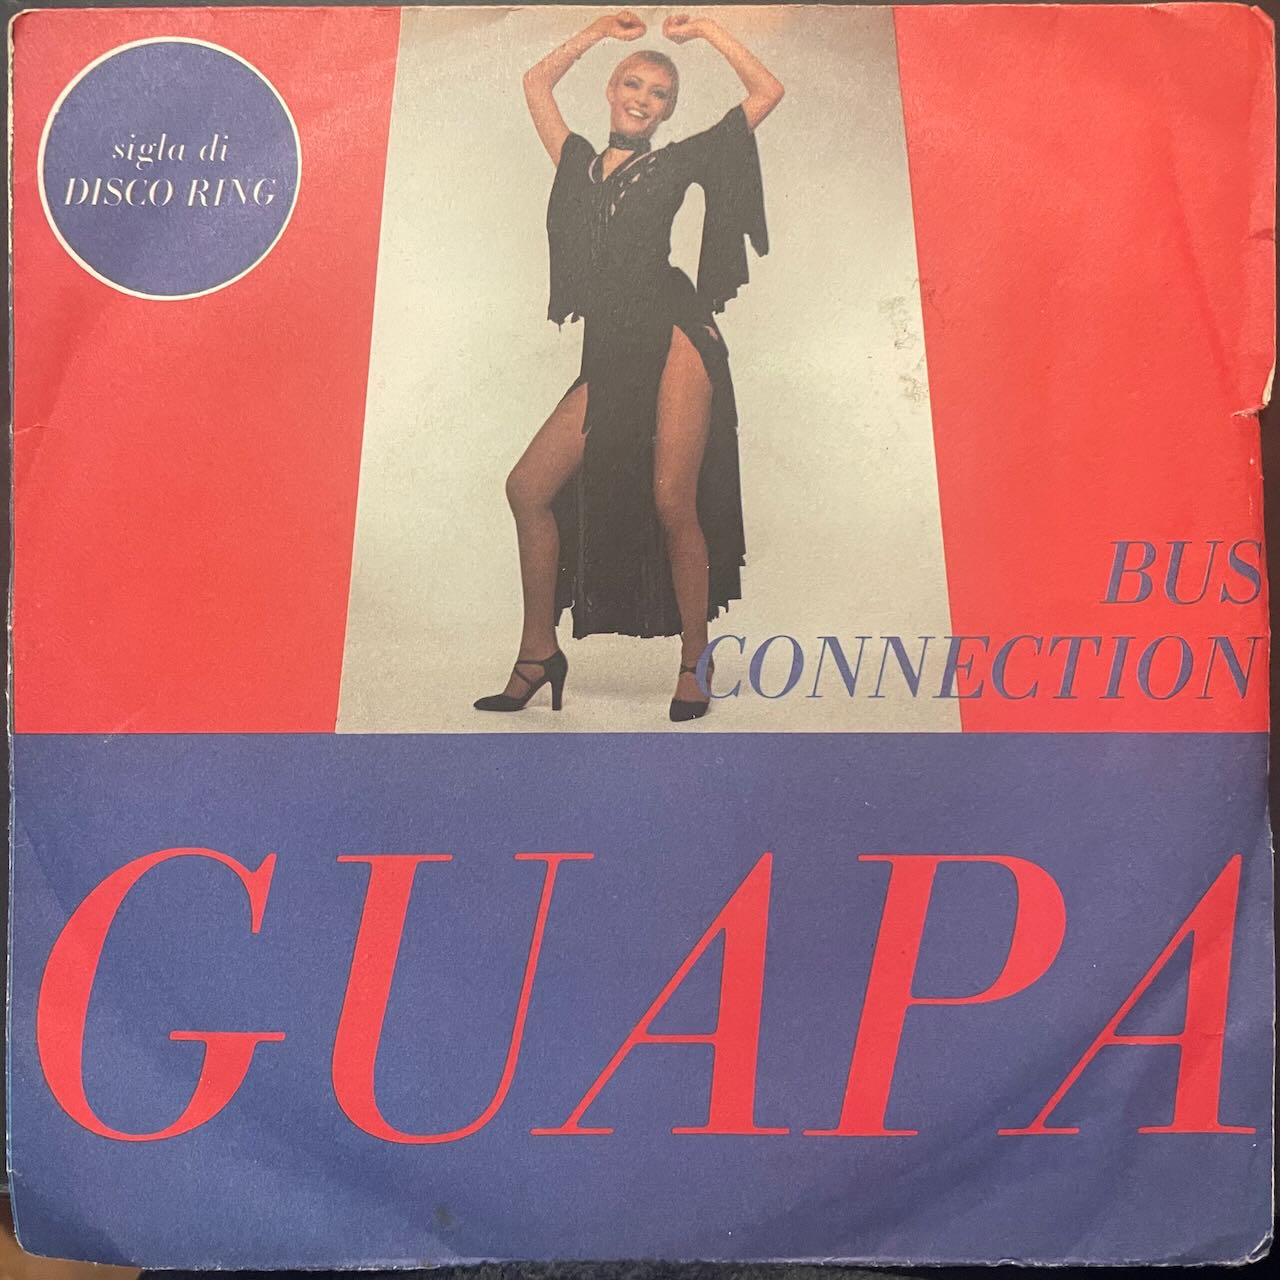 sigla di
DISCO RING
BUS
CONNECTION
GUAPA